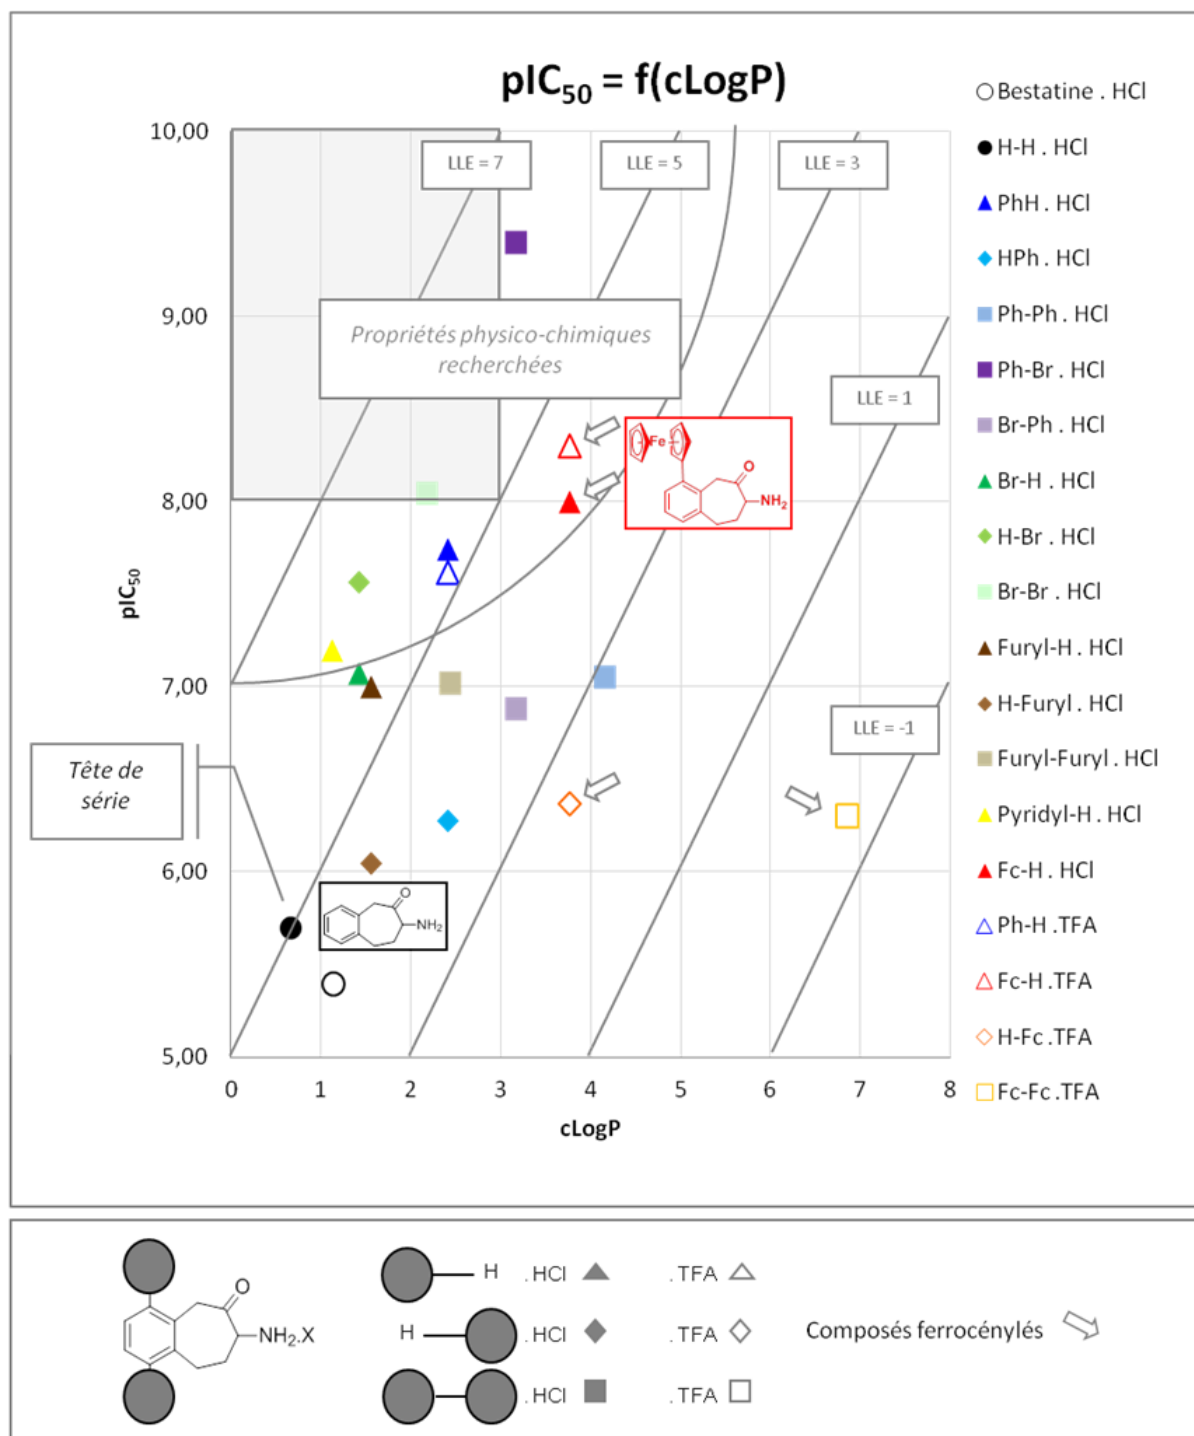 pIC50 = f(cLogP)
10,00
9,00
8,00
7,00
6,00
5,00
pIC50
0 1 2 3 4 5 6 7 8
cLogP
LLE = 7
LLE = 5
LLE = 3
LLE = 1
LLE = -1
Propriétés physico-chimiques
recherchées
Fe
O
NH2
Tête de
série
O
NH2
Bestatine . HCl
H-H . HCl
PhH . HCl
HPh . HCl
Ph-Ph . HCl
Ph-Br . HCl
Br-Ph . HCl
Br-H . HCl
H-Br . HCl
Br-Br . HCl
Furyl-H . HCl
H-Furyl . HCl
Furyl-Furyl . HCl
Pyridyl-H . HCl
Fc-H . HCl
Ph-H .TFA
Fc-H .TFA
H-Fc .TFA
Fc-Fc .TFA
O
NH2.X
H .HCl .TFA
H .HCl .TFA
.HCl .TFA
Composés ferrocénylés